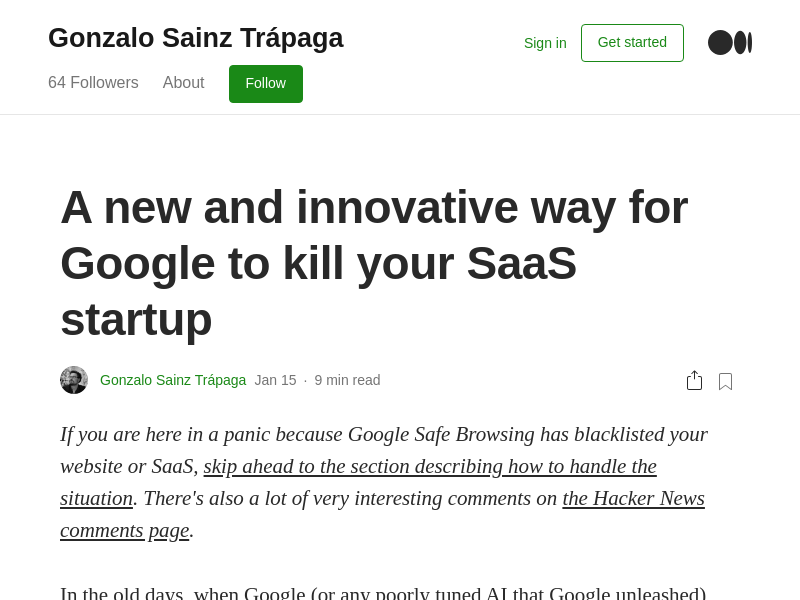 Gonzalo Sainz Trápaga
Sign in
Get started
64 Followers
About
Follow
A new and innovative way for
Google to kill your SaaS
startup
Gonzalo Sainz Trápaga Jan 15 · 9 min read
If you are here in a panic because Google Safe Browsing has blacklisted your
website or SaaS, skip ahead to the section describing how to handle the
situation. There's also a lot of very interesting comments on the Hacker News
comments page.
In the old days, when Google (or any poorly tuned AI that Google unleashed)